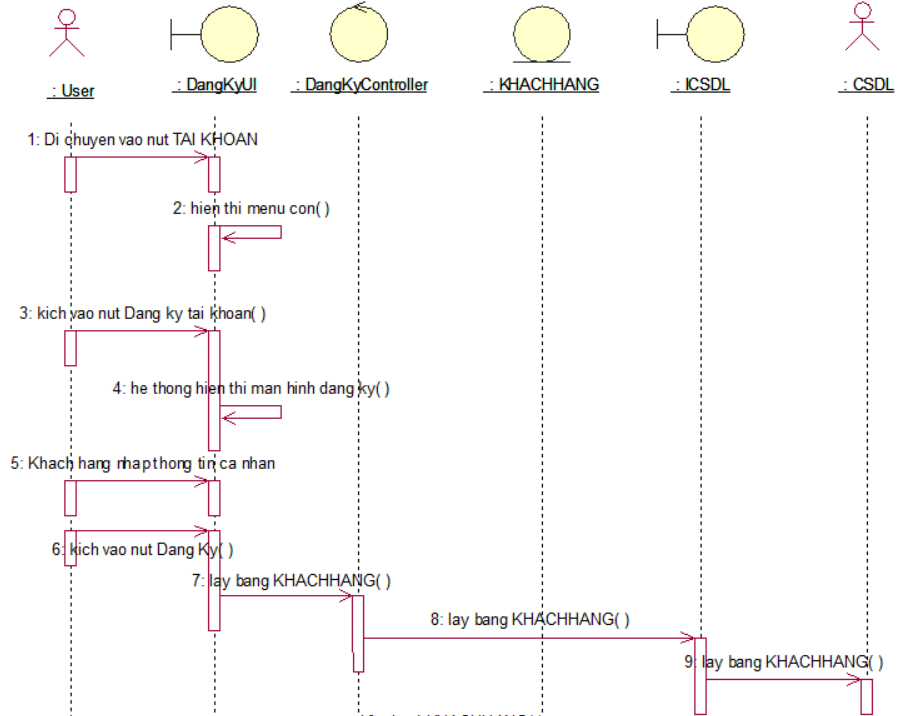 : User
: DangKyUI
: DangKyController
: KHACHHANG
: ICSDL
: CSDL
1: Di chuyen vao nut TAI KHOAN
2: hien thi menu con( )
3: kich vao nut Dang ky tai khoan( )
4: he thong hien thi man hinh dang ky( )
5: Khach hang nhap thong tin ca nhan
6: kich vao nut Dang Ky( )
7: lay bang KHACHHANG( )
8: lay bang KHACHHANG( )
9: lay bang KHACHHANG( )